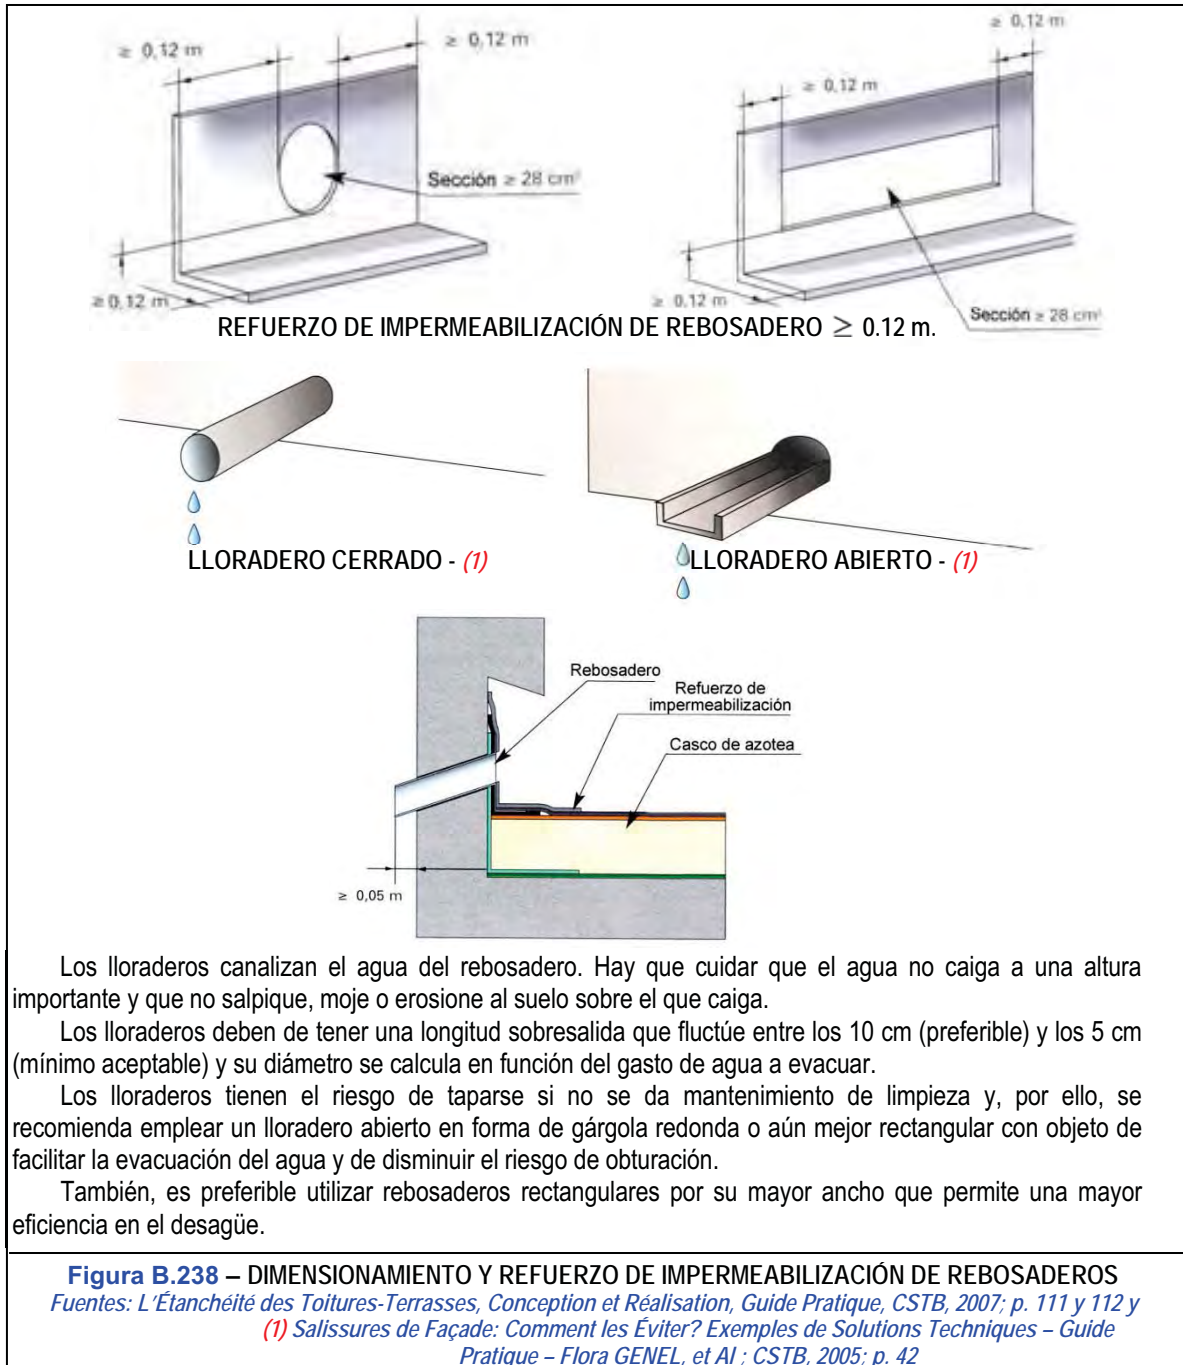 ≥ 0,12 m
≥ 0,12 m
≥ 0,12 m
≥ 0,12 m
Sección ≥ 28 cm²
≥ 0,12 m
≥ 0,12 m
Sección ≥ 28 cm²
REFUERZO DE IMPERMEABILIZACIÓN DE REBOSADERO ≥ 0.12 m.
LLORADERO CERRADO - (1)
LLORADERO ABIERTO - (1)
Rebosadero
Refuerzo de
impermeabilización
Casco de azotea
≥ 0,05 m
Los lloraderos canalizan el agua del rebosadero. Hay que cuidar que el agua no caiga a una altura
importante y que no salpique, moje o erosione al suelo sobre el que caiga.
Los lloraderos deben de tener una longitud sobresalida que fluctúe entre los 10 cm (preferible) y los 5 cm
(mínimo aceptable) y su diámetro se calcula en función del gasto de agua a evacuar.
Los lloraderos tienen el riesgo de taparse si no se da mantenimiento de limpieza y, por ello, se
recomienda emplear un lloradero abierto en forma de gárgola redonda o aún mejor rectangular con objeto de
facilitar la evacuación del agua y de disminuir el riesgo de obturación.
También, es preferible utilizar rebosaderos rectangulares por su mayor ancho que permite una mayor
eficiencia en el desagüe.
Figura B.238 – DIMENSIONAMIENTO Y REFUERZO DE IMPERMEABILIZACIÓN DE REBOSADEROS
Fuentes: L'Étanchéité des Toitures-Terrasses, Conception et Réalisation, Guide Pratique, CSTB, 2007; p. 111 y 112 y
(1) Salissures de Façade: Comment les Éviter? Exemples de Solutions Techniques – Guide
Pratique – Flora GENEL, et Al ; CSTB, 2005; p. 42